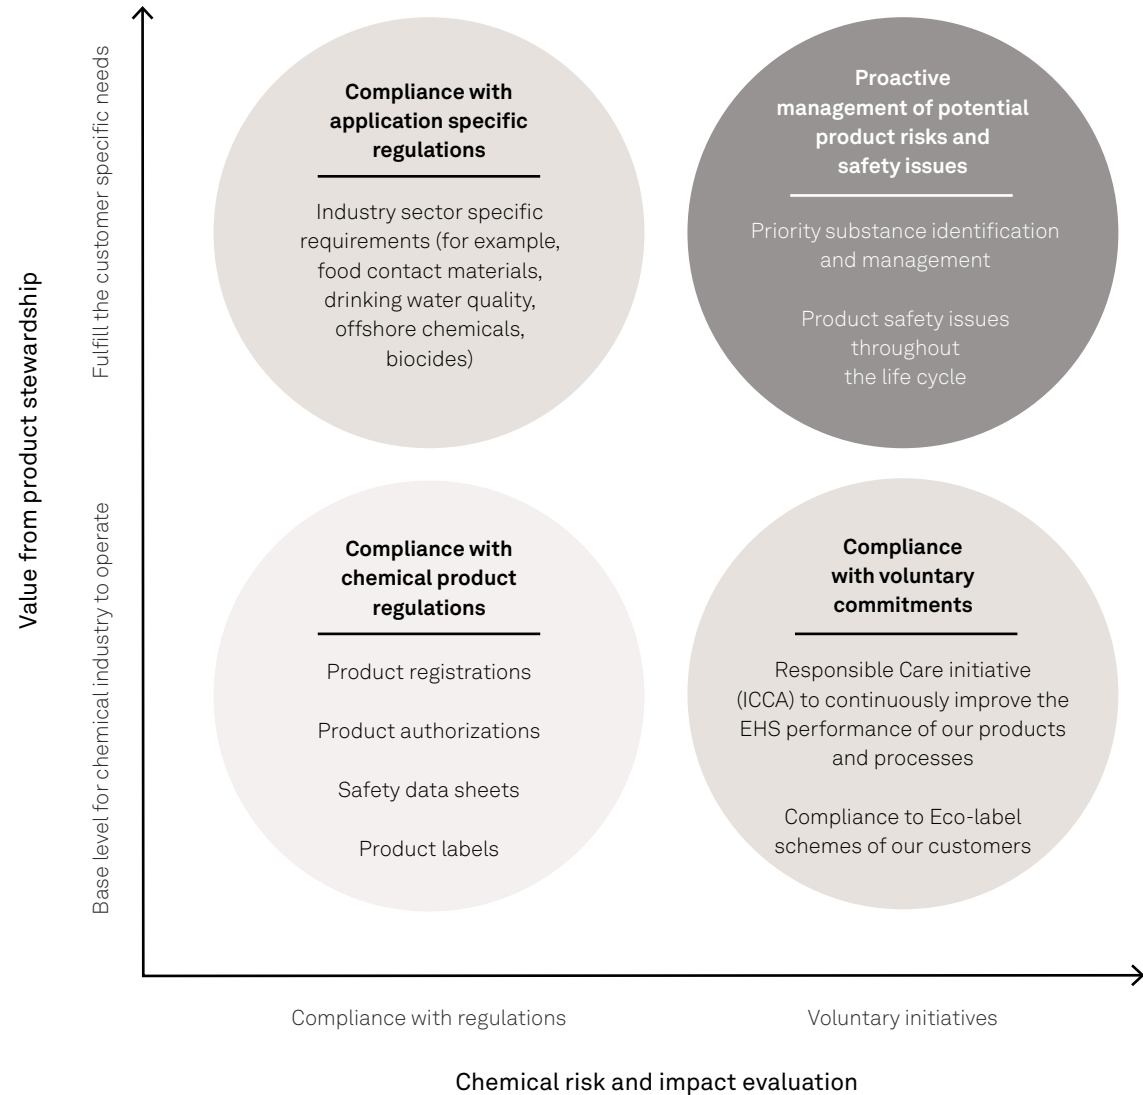 Value from product stewardship
Fulfill the customer specific needs
Base level for chemical industry to operate
Compliance with
application specific
regulations
Industry sector specific
requirements (for example,
food contact materials,
drinking water quality,
offshore chemicals,
biocides)
Proactive
management of potential
product risks and
safety issues
Priority substance identification
and management
Product safety issues
throughout
the life cycle
Compliance with
chemical product
regulations
Product registrations
Product authorizations
Safety data sheets
Product labels
Compliance
with voluntary
commitments
Responsible Care initiative
(ICCA) to continuously improve the
EHS performance of our products
and processes
Compliance to Eco-label
schemes of our customers
Compliance with regulations
Voluntary initiatives
Chemical risk and impact evaluation